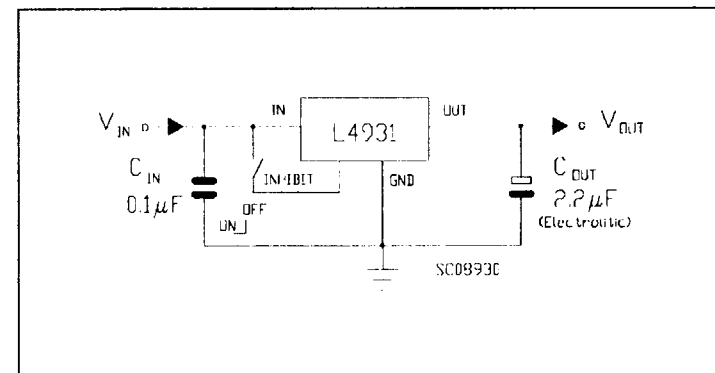 IN
OUT
V IN
L4931
V OUT
C IN
0.1μF
INHIBIT
GND
C OUT
2.2μF
(Electrolitic)
OFF
ON
SC08930